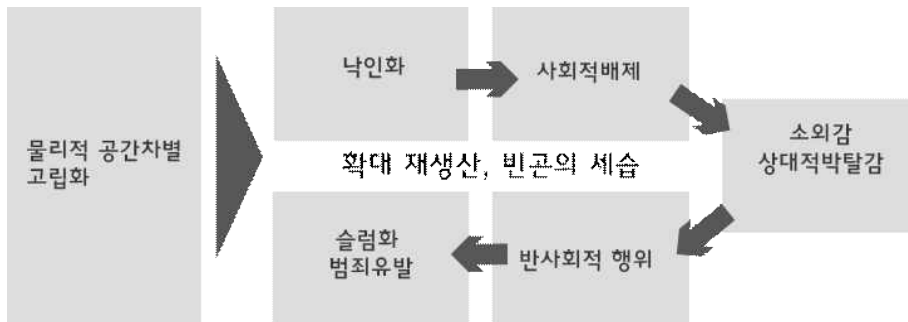 물리적 공간차별
고립화
낙인화
사회적배제
소외감
상대적박탈감
확대 재생산, 빈곤의 세습
슬럼화
범죄유발
반사회적 행위